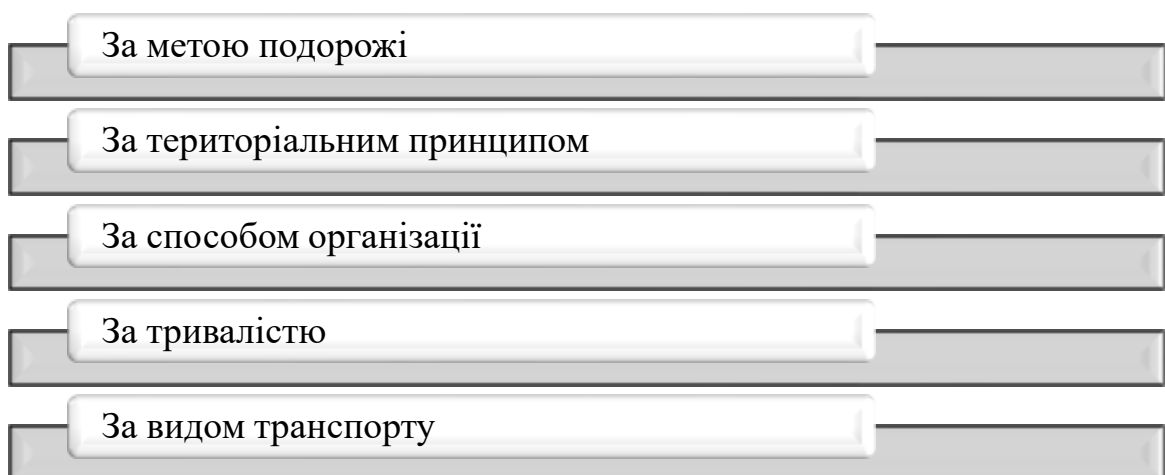 За метою подорожі
За територіальним принципом
За способом організації
За тривалістю
За видом транспорту